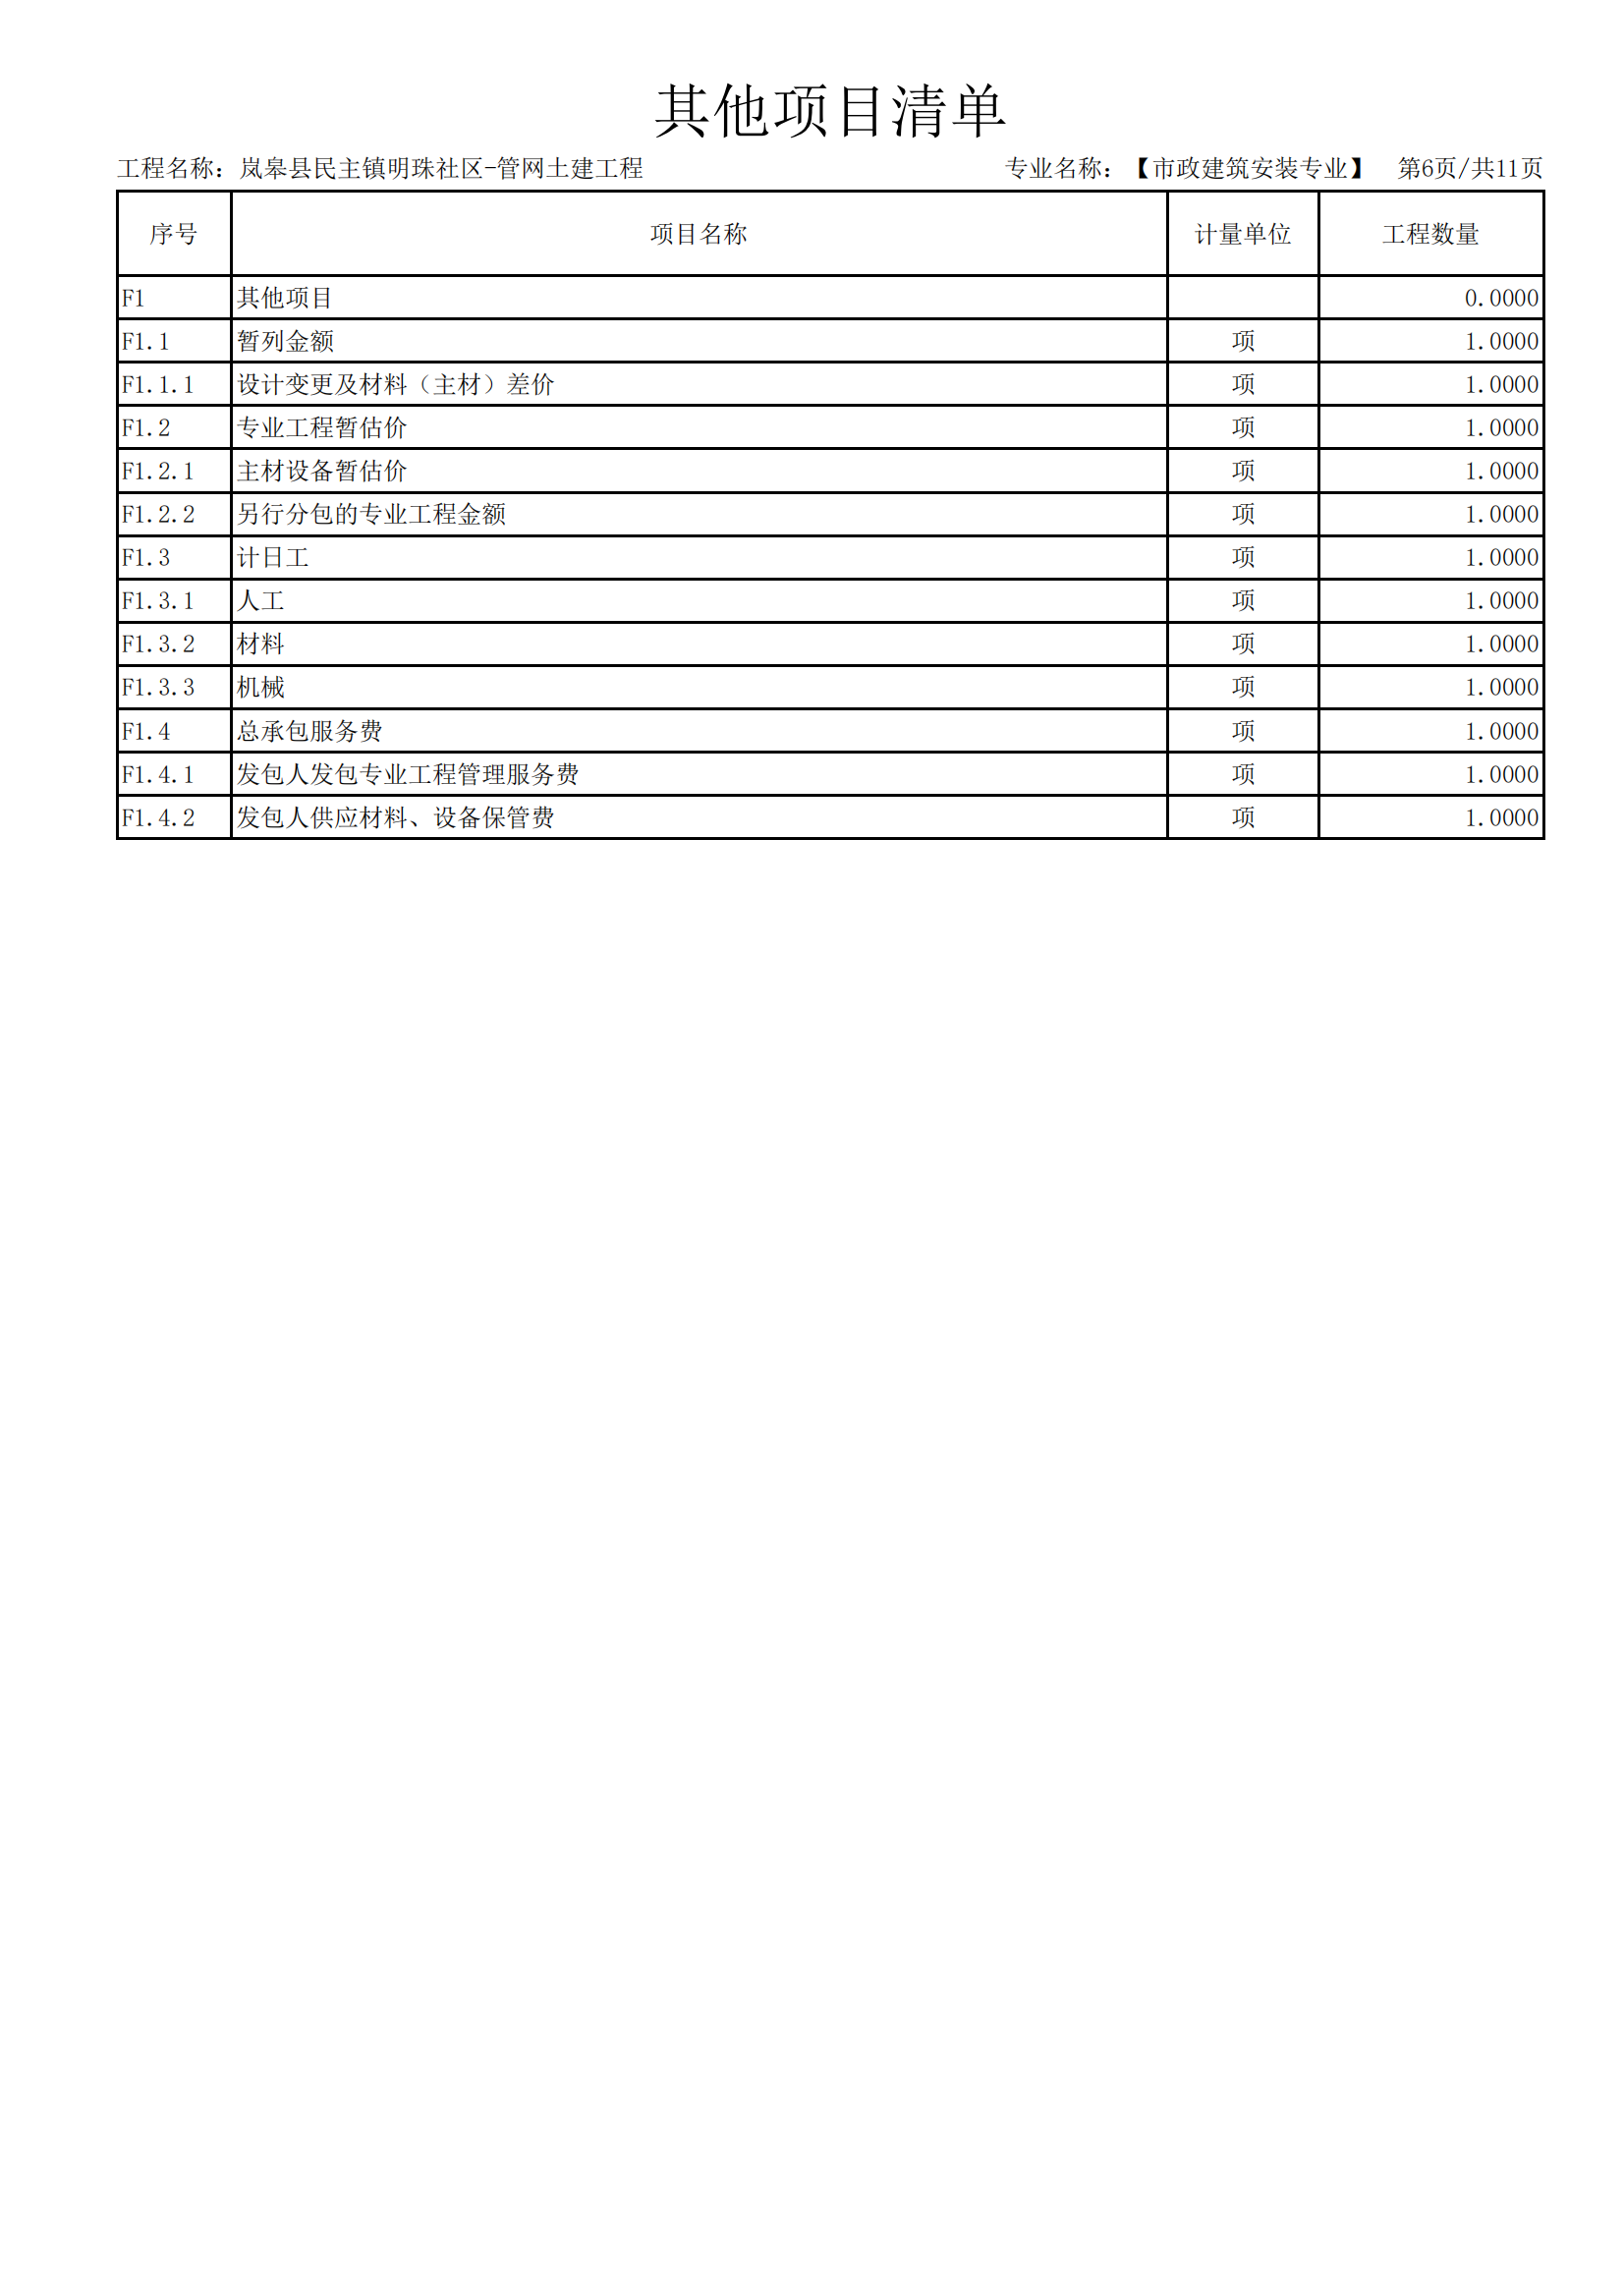 其他项目清单
工程名称：岚皋县民主镇明珠社区-管网土建工程 专业名称：【市政建筑安装专业】 第6页/共11页
序号 项目名称 计量单位 工程数量
F1 其他项目 0.0000
F1.1 暂列金额 项 1.0000
F1.1.1 设计变更及材料（主材）差价 项 1.0000
F1.2 专业工程暂估价 项 1.0000
F1.2.1 主材设备暂估价 项 1.0000
F1.2.2 另行分包的专业工程金额 项 1.0000
F1.3 计日工 项 1.0000
F1.3.1 人工 项 1.0000
F1.3.2 材料 项 1.0000
F1.3.3 机械 项 1.0000
F1.4 总承包服务费 项 1.0000
F1.4.1 发包人发包专业工程管理服务费 项 1.0000
F1.4.2 发包人供应材料、设备保管费 项 1.0000